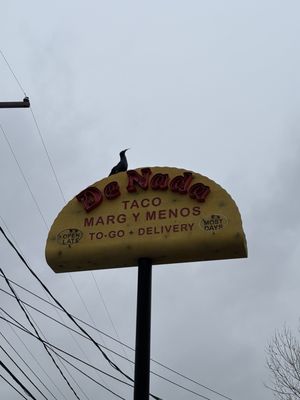 De Nada
TACO
MARG Y MENOS
TO-GO + DELIVERY
OPEN
LATE
MOST
DAYS